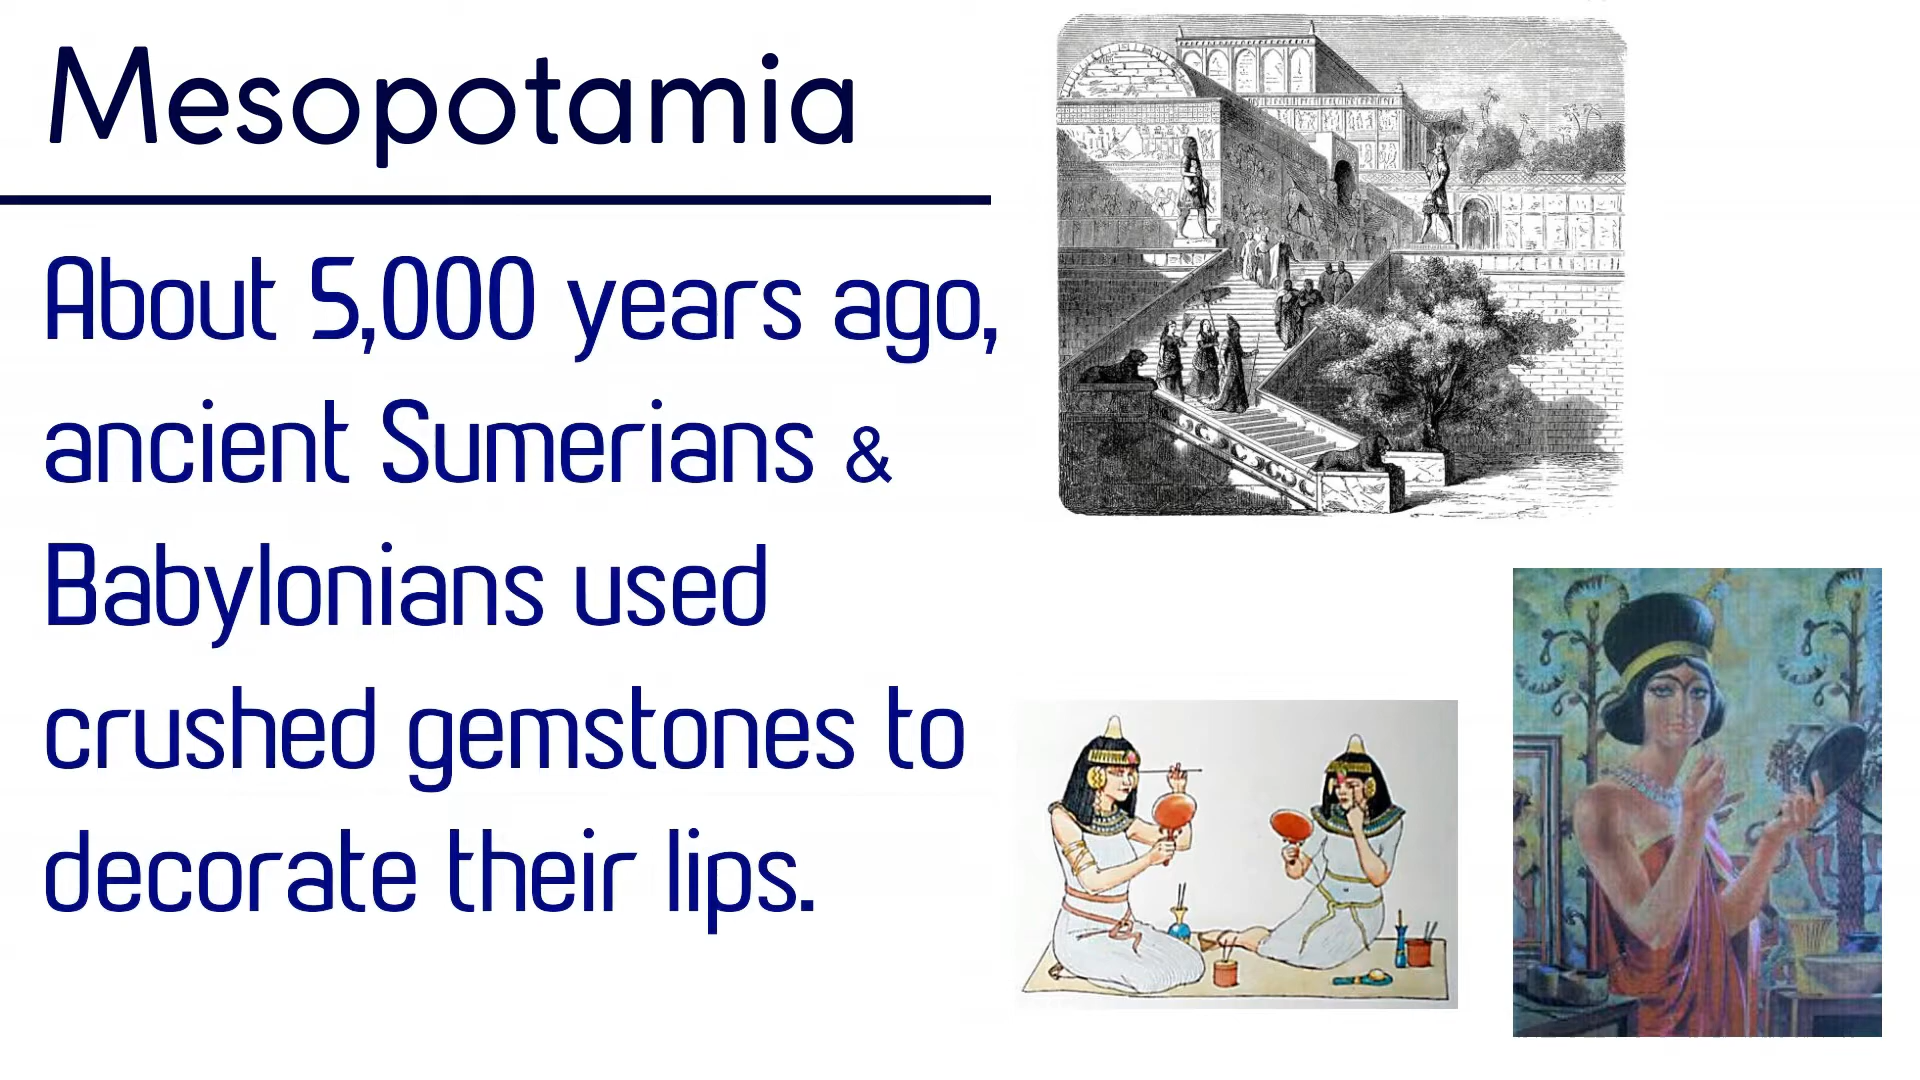 Mesopotamia
About 5,000 years ago,
ancient Sumerians &
Babylonians used
crushed gemstones to
decorate their lips.